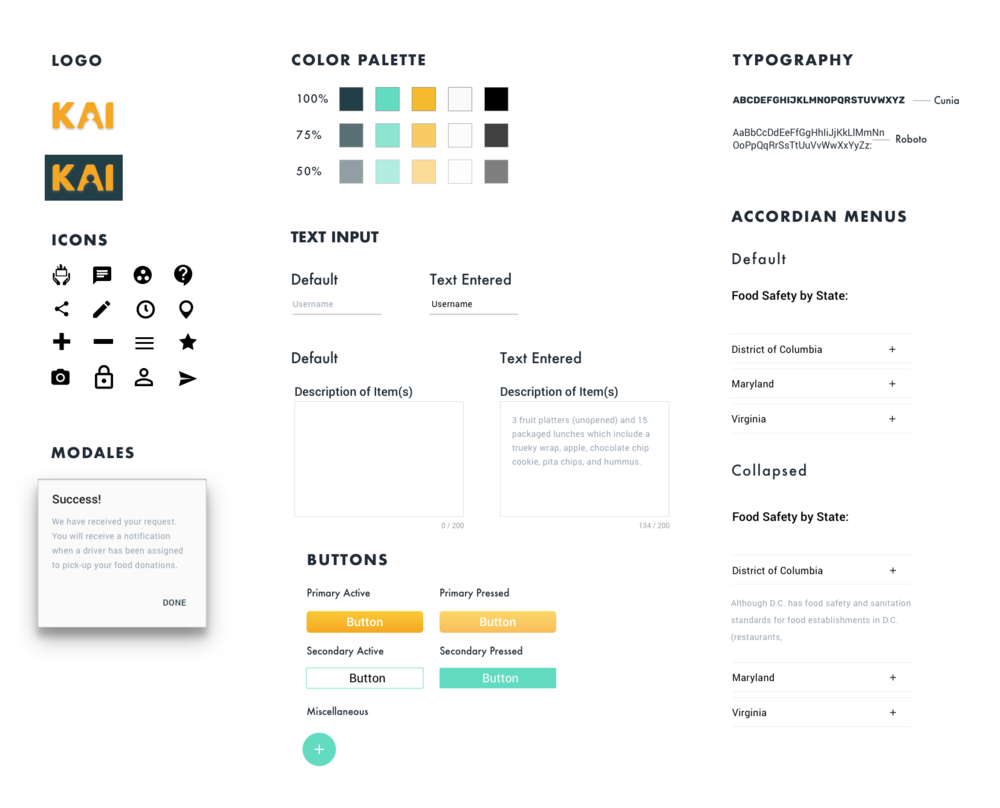 LOGO
KAI
KAI
ICONS
MODALES
Success!
We have received your request.
You will receive a notification
when a driver has been assigned
to pick-up your food donations.
DONE
COLOR PALETTE
100%
75%
50%
TEXT INPUT
Default
Text Entered
Username
Username
Default
Text Entered
Description of Item(s)
Description of Item(s)
3 fruit platters (unopened) and 15
packaged lunches which include a
trueky wrap, apple, chocolate chip
cookie, pita chips, and hummus.
0 / 200
134 / 200
BUTTONS
Primary Active
Primary Pressed
Button
Button
Secondary Active
Secondary Pressed
Button
Button
Miscellaneous
+
TYPOGRAPHY
ABCDEFGHIJKLMNOPQRSTUVWXYZ
Cunia
AaBbCcDdEeFfGgHhIiJjKkLlMmNn
OoPpQqRrSsTtUuVvWwXxYyZz:
Roboto
ACCORDIAN MENUS
Default
Food Safety by State:
District of Columbia +
Maryland +
Virginia +
Collapsed
Food Safety by State:
District of Columbia +
Although D.C. has food safety and sanitation
standards for food establishments in D.C.
(restaurants,
Maryland +
Virginia +